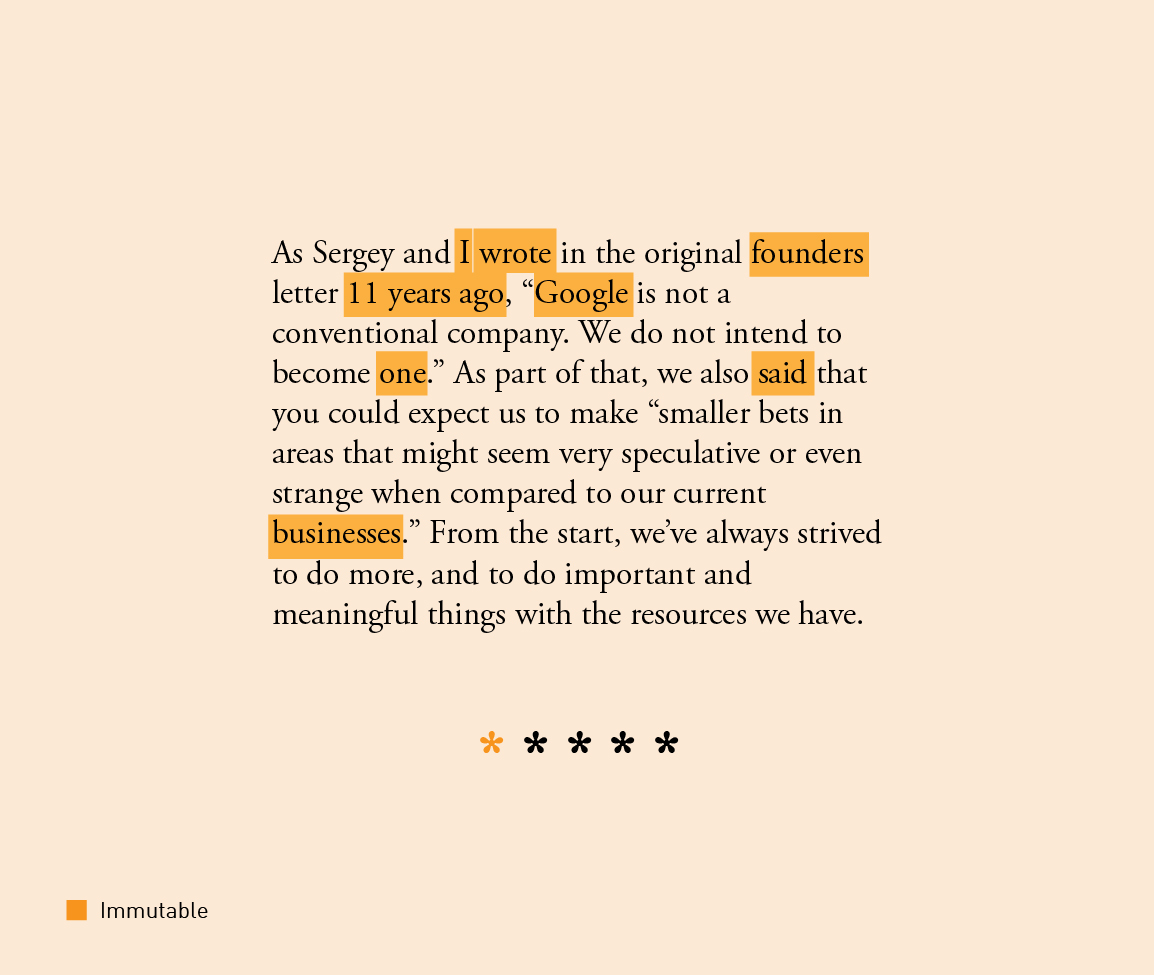 As Sergey and I wrote in the original founders
letter 11 years ago, “Google is not a
conventional company. We do not intend to
become one.” As part of that, we also said that
you could expect us to make “smaller bets in
areas that might seem very speculative or even
strange when compared to our current
businesses.” From the start, we’ve always strived
to do more, and to do important and
meaningful things with the resources we have.
* * * * *
Immutable